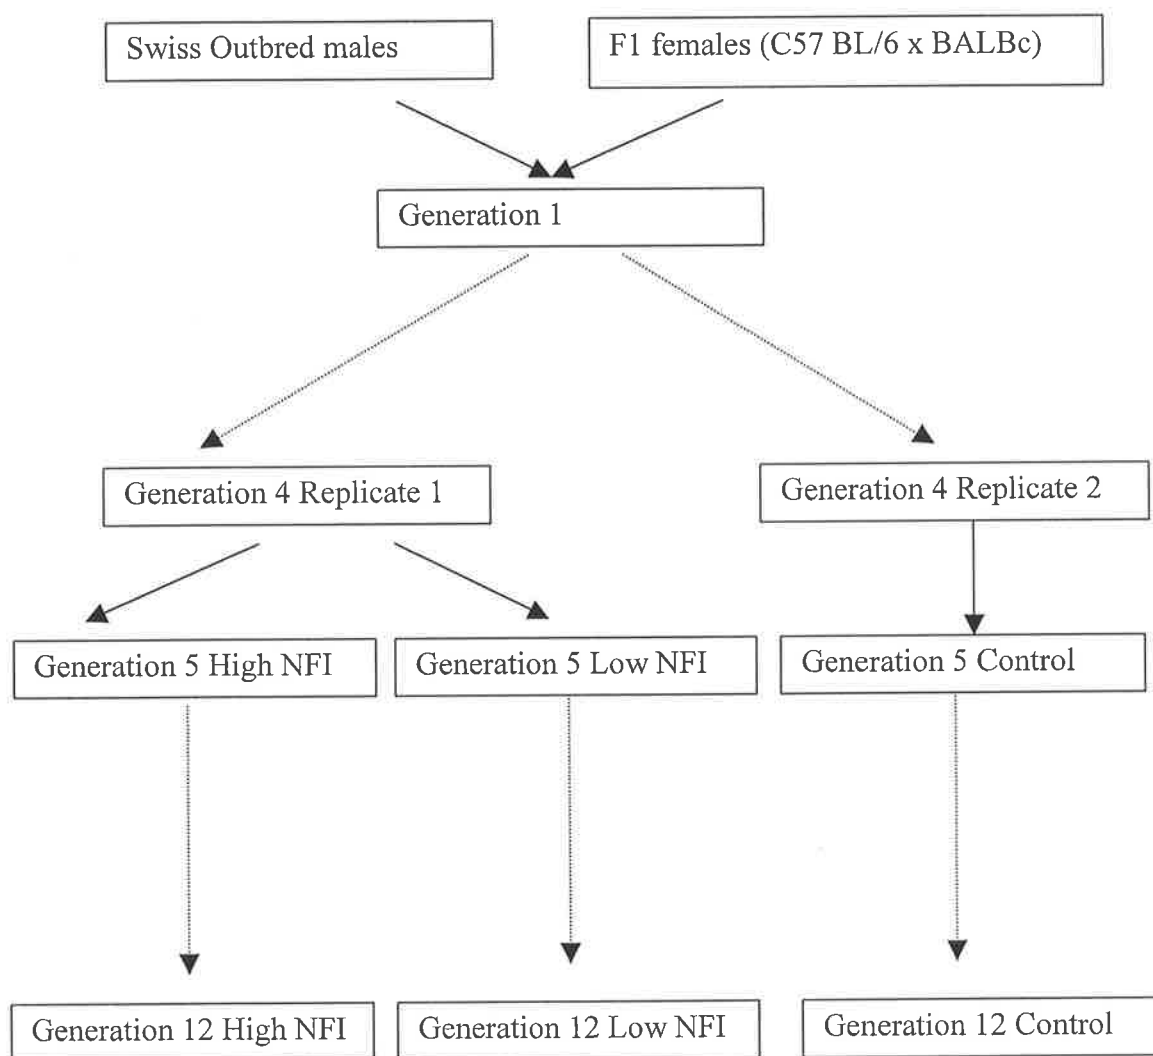 Swiss Outbred males
F1 females (C57 BL/6 x BALBc)
Generation 1
Generation 4 Replicate 1
Generation 4 Replicate 2
Generation 5 High NFI
Generation 5 Low NFI
Generation 5 Control
Generation 12 High NFI
Generation 12 Low NFI
Generation 12 Control